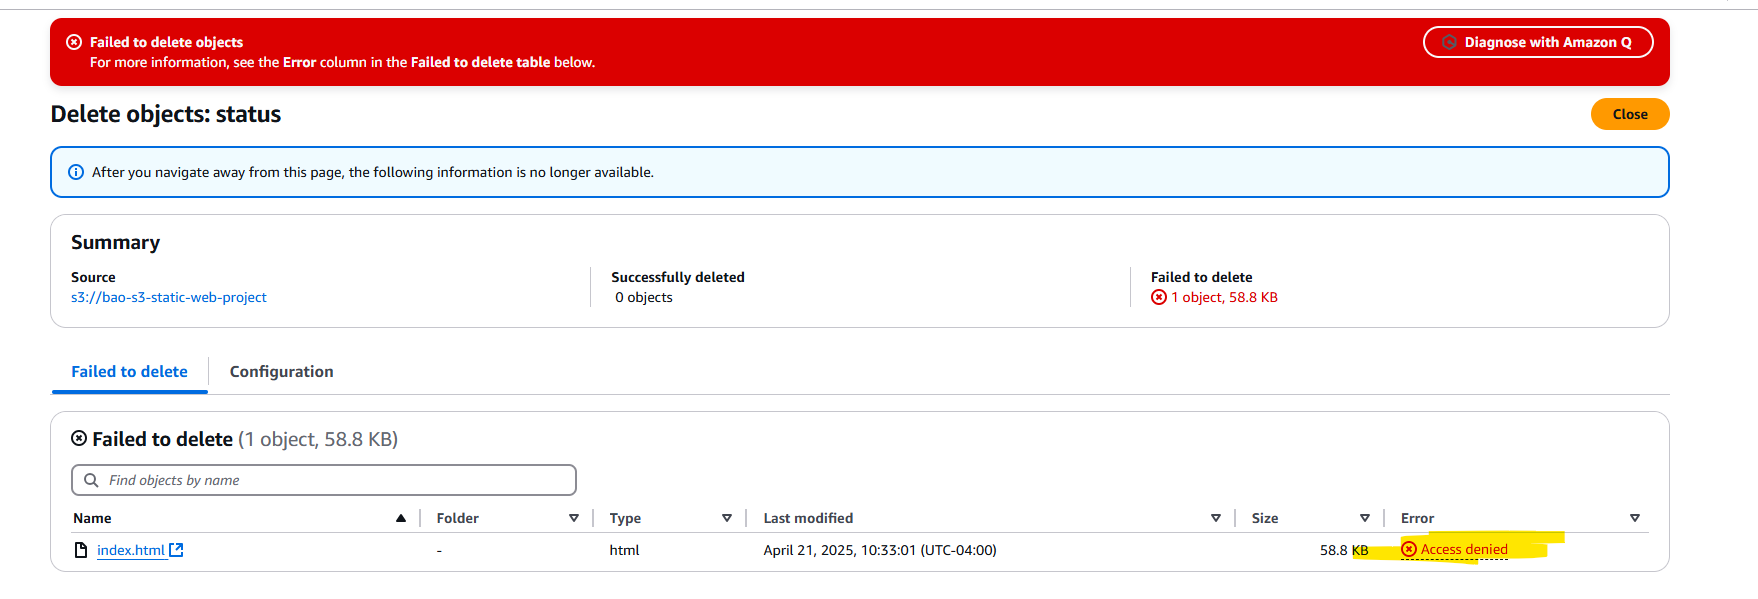 Failed to delete objects
Diagnose with Amazon Q
For more information, see the Error column in the Failed to delete table below.
Delete objects: status
Close
After you navigate away from this page, the following information is no longer available.
Summary
Source
Successfully deleted
Failed to delete
s3://bao-s3-static-web-project
0 objects
1 object, 58.8 KB
Failed to delete
Configuration
Failed to delete (1 object, 58.8 KB)
Find objects by name
Name Folder Type Last modified Size Error
index.html - html April 21, 2025, 10:33:01 (UTC-04:00) 58.8 KB Access denied